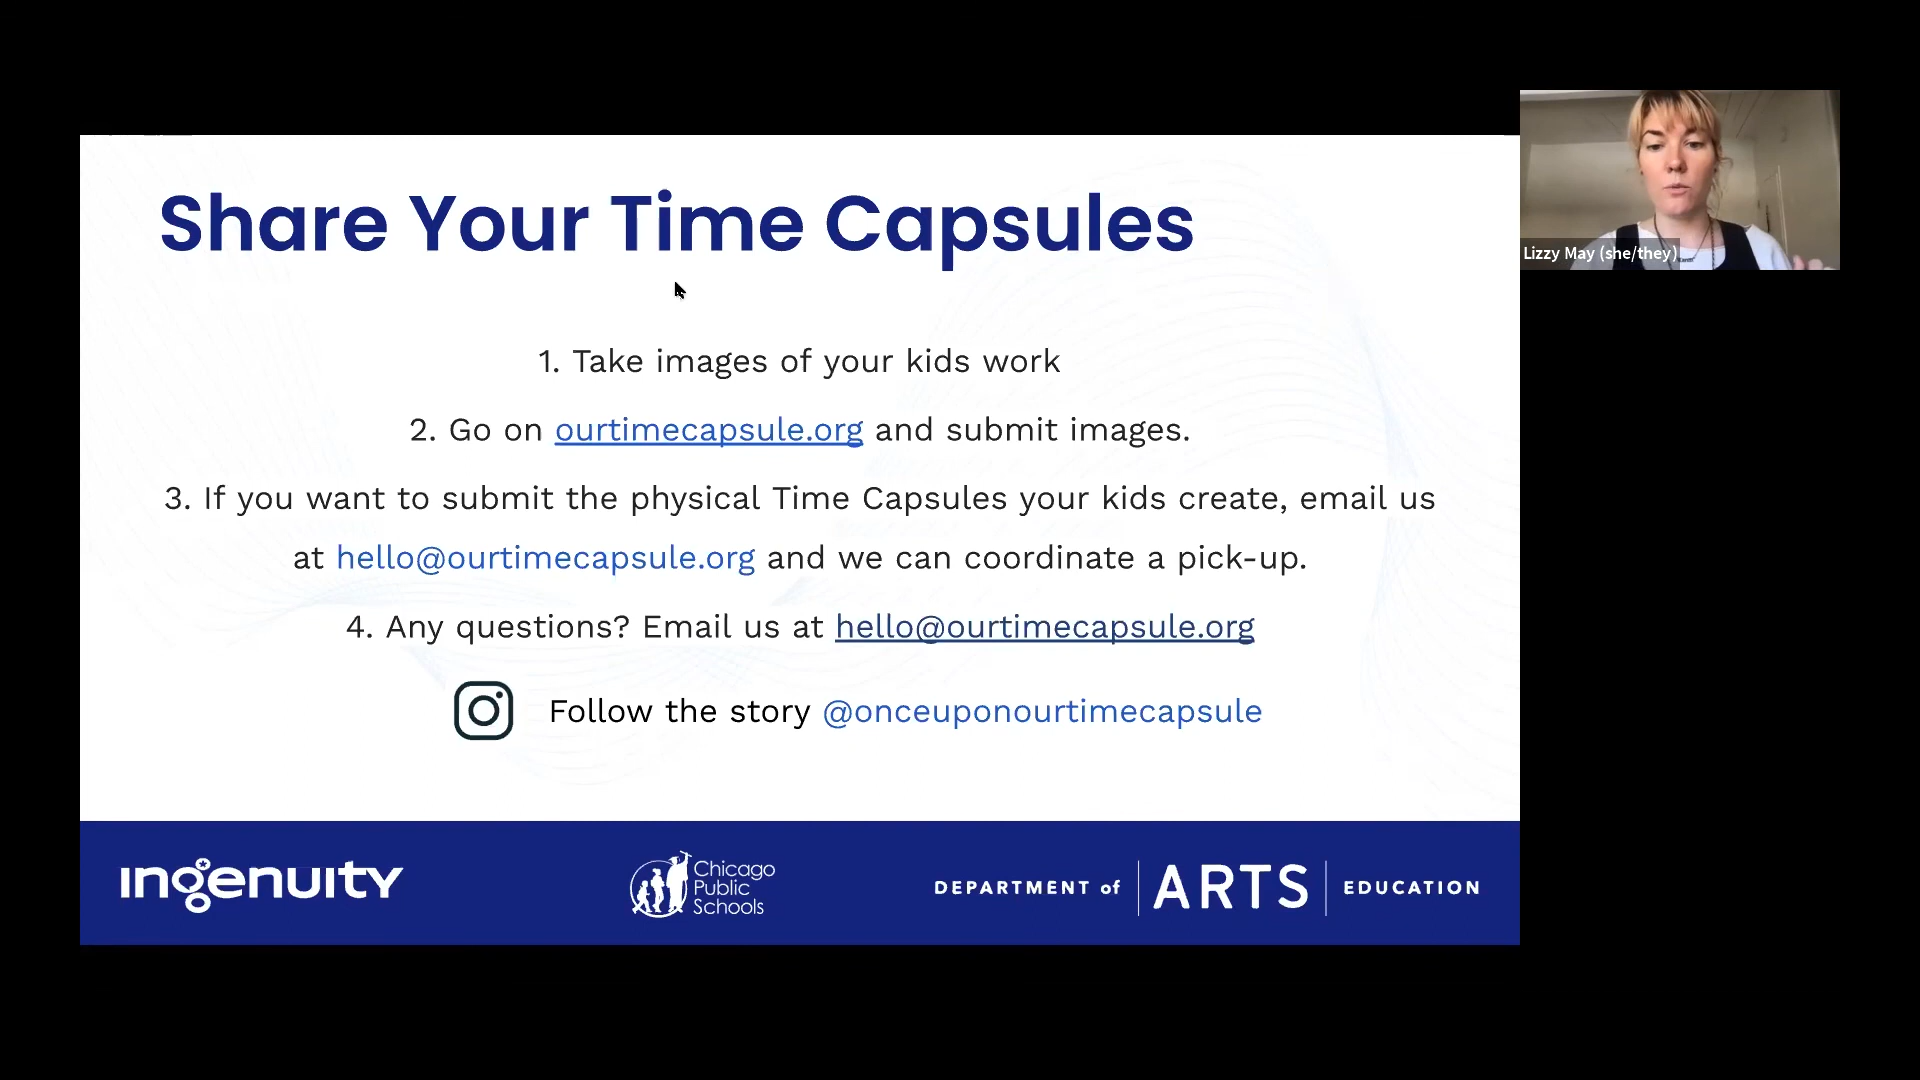 Share Your Time Capsules
Lizzy May (she/they)
1. Take images of your kids work
2. Go on ourtimecapsule.org and submit images.
3. If you want to submit the physical Time Capsules your kids create, email us
at hello@ourtimecapsule.org and we can coordinate a pick-up.
4. Any questions? Email us at hello@ourtimecapsule.org
Follow the story @onceuponourtimecapsule
ingenuity
Chicago
Public
Schools
DEPARTMENT of ARTS EDUCATION